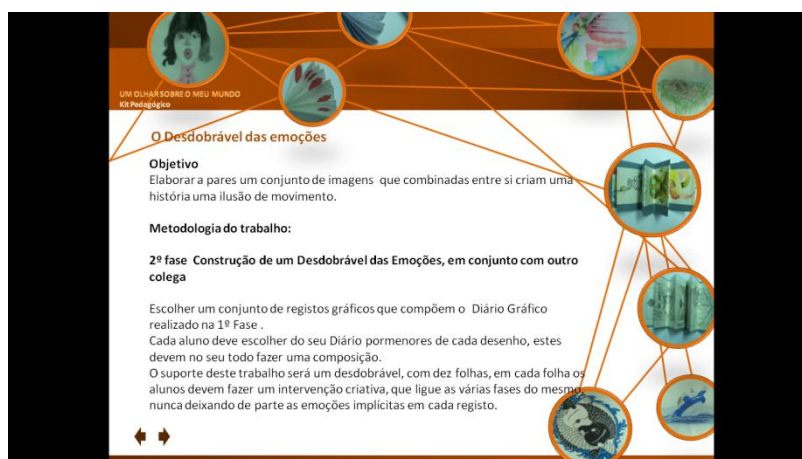 UM OLHAR SOBRE O MEU MUNDO
Kit Pedagógico
O Desdobrável das emoções
Objetivo
Elaborar a pares um conjunto de imagens que combinadas entre si criam uma
história uma ilusão de movimento.
Metodologia do trabalho:
2º fase Construção de um Desdobrável das Emoções, em conjunto com outro
colega
Escolher um conjunto de registos gráficos que compõem o Diário Gráfico
realizado na 1º Fase .
Cada aluno deve escolher do seu Diário pormenores de cada desenho, estes
devem no seu todo fazer uma composição.
O suporte deste trabalho será um desdobrável, com dez folhas, em cada folha os
alunos devem fazer um intervenção criativa, que ligue as várias fases do mesmo,
nunca deixando de parte as emoções implícitas em cada registo.